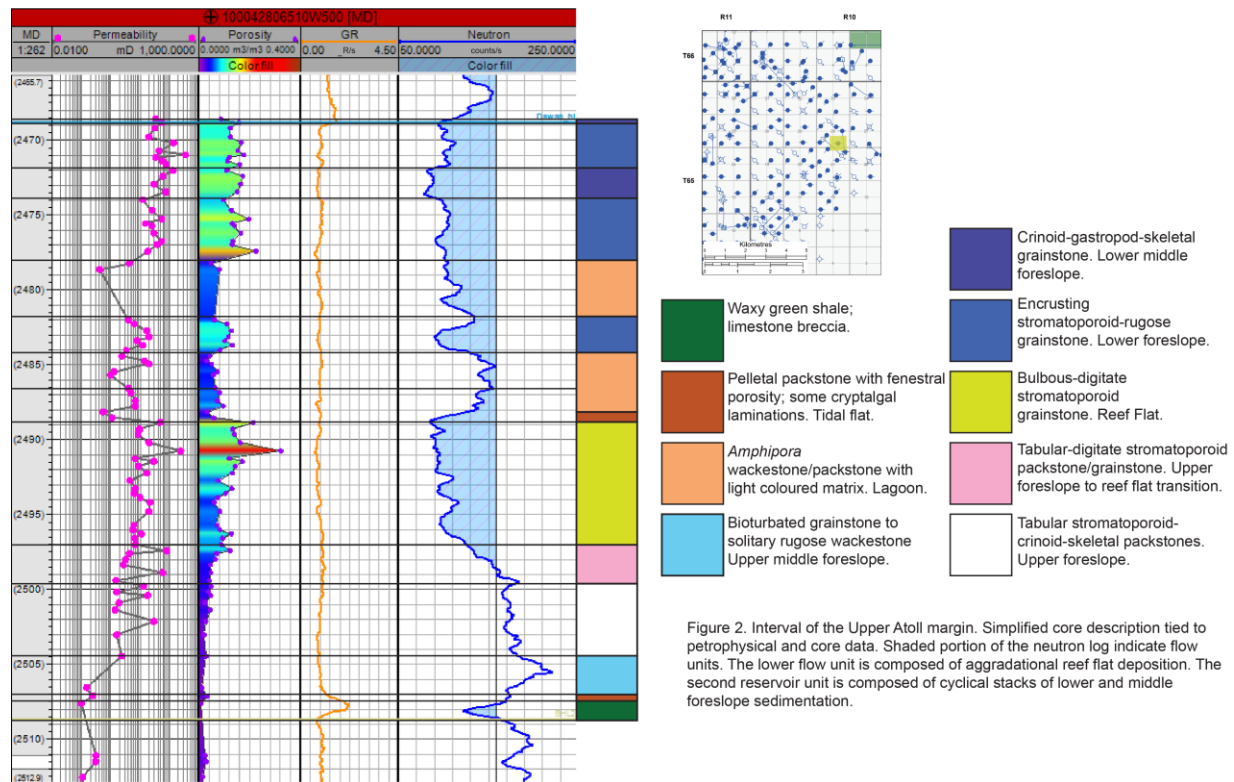 100042806510W500 [MD]
MD Permeability Porosity GR Neutron
1:262 0.0100 mD 1,000.0000 0.0000 m3/m3 0.4000 0.00 R/s 4.50 50.0000 counts/s 250.0000
Color fill Color fill
(2465.7)
(2470)
(2475)
(2480)
(2485)
(2490)
(2495)
(2500)
(2505)
(2510)
(2512.9)
R11 R10
T66
T65
Kilometres
Waxy green shale;
limestone breccia.
Pelletal packstone with fenestral
porosity; some cryptalgal
laminations. Tidal flat.
Amphipora
wackestone/packstone with
light coloured matrix. Lagoon.
Bioturbated grainstone to
solitary rugose wackestone
Upper middle foreslope.
Crinoid-gastropod-skeletal
grainstone. Lower middle
foreslope.
Encrusting
stromatoporoid-rugose
grainstone. Lower foreslope.
Bulbous-digitate
stromatoporoid
grainstone. Reef Flat.
Tabular-digitate stromatoporoid
packstone/grainstone. Upper
foreslope to reef flat transition.
Tabular stromatoporoid-
crinoid-skeletal packstones.
Upper foreslope.
Figure 2. Interval of the Upper Atoll margin. Simplified core description tied to
petrophysical and core data. Shaded portion of the neutron log indicate flow
units. The lower flow unit is composed of aggradational reef flat deposition. The
second reservor unit is composed of cyclical stacks of lower and middle
foreslope sedimentation.